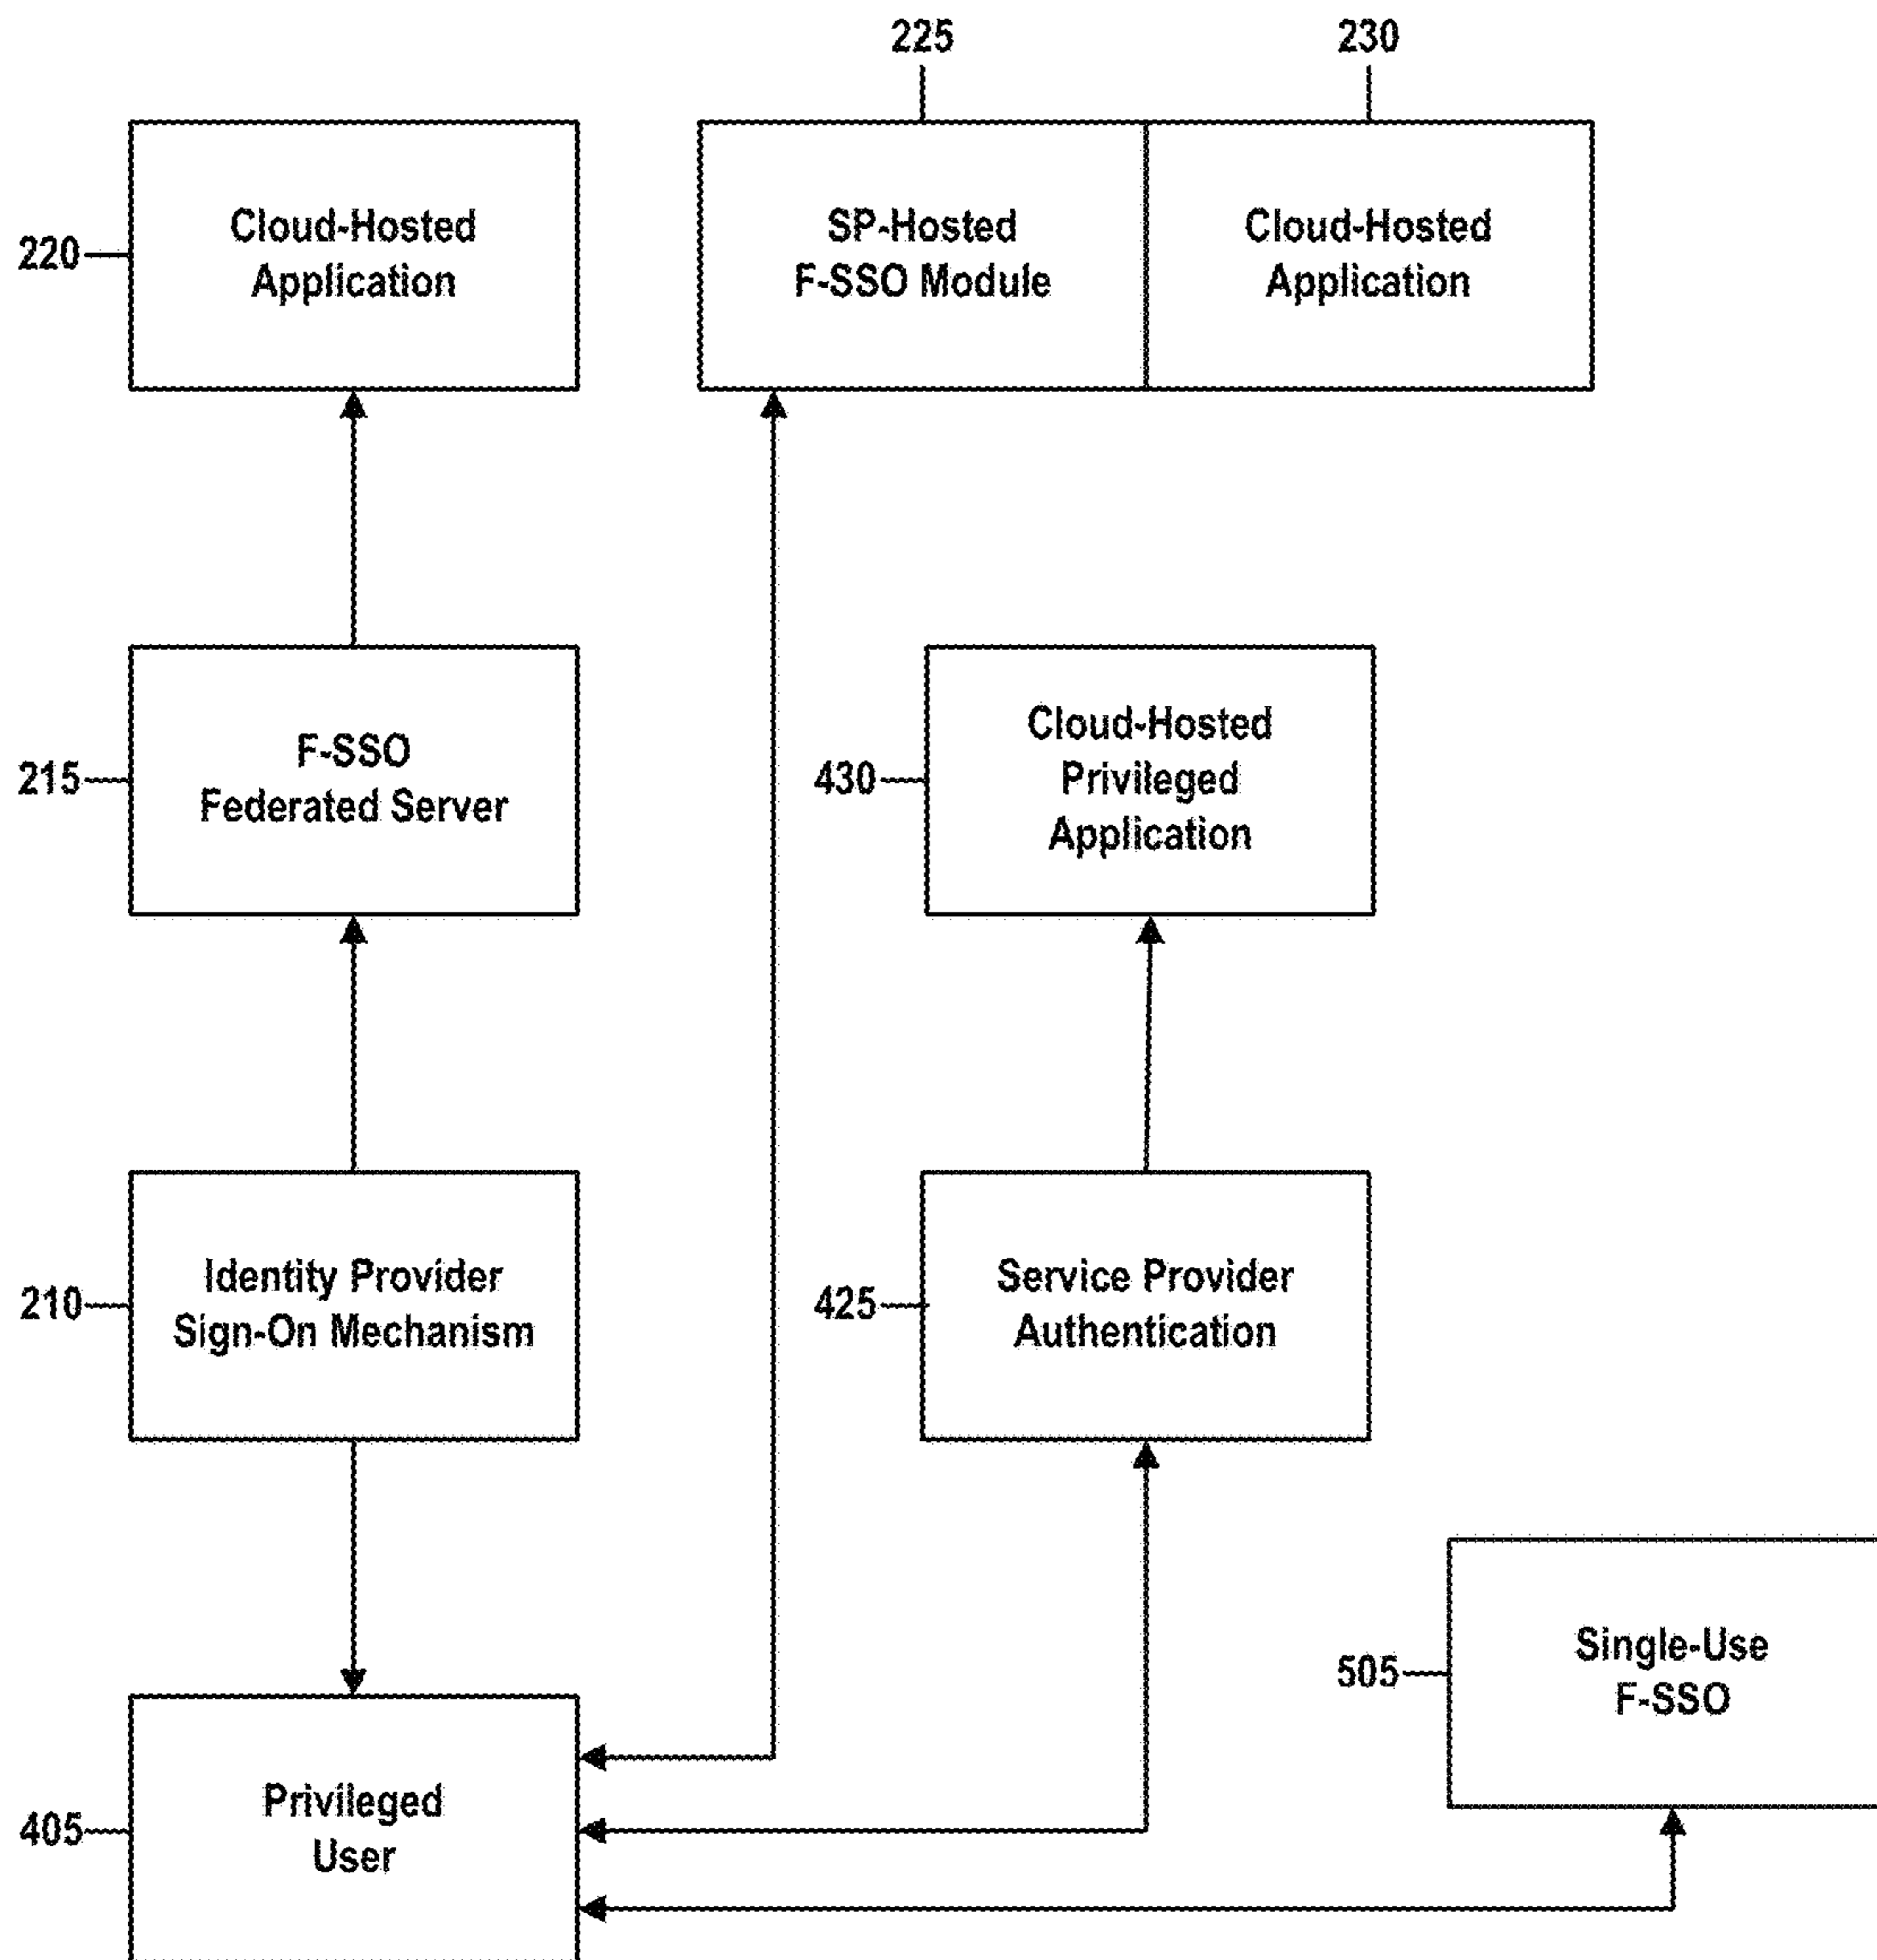 225
230
220
Cloud-Hosted
Application
SP-Hosted
F-SSO Module
Cloud-Hosted
Application
215
F-SSO
Federated Server
430
Cloud-Hosted
Privileged
Application
210
Identity Provider
Sign-On Mechanism
425
Service Provider
Authentication
505
Single-Use
F-SSO
405
Privileged
User